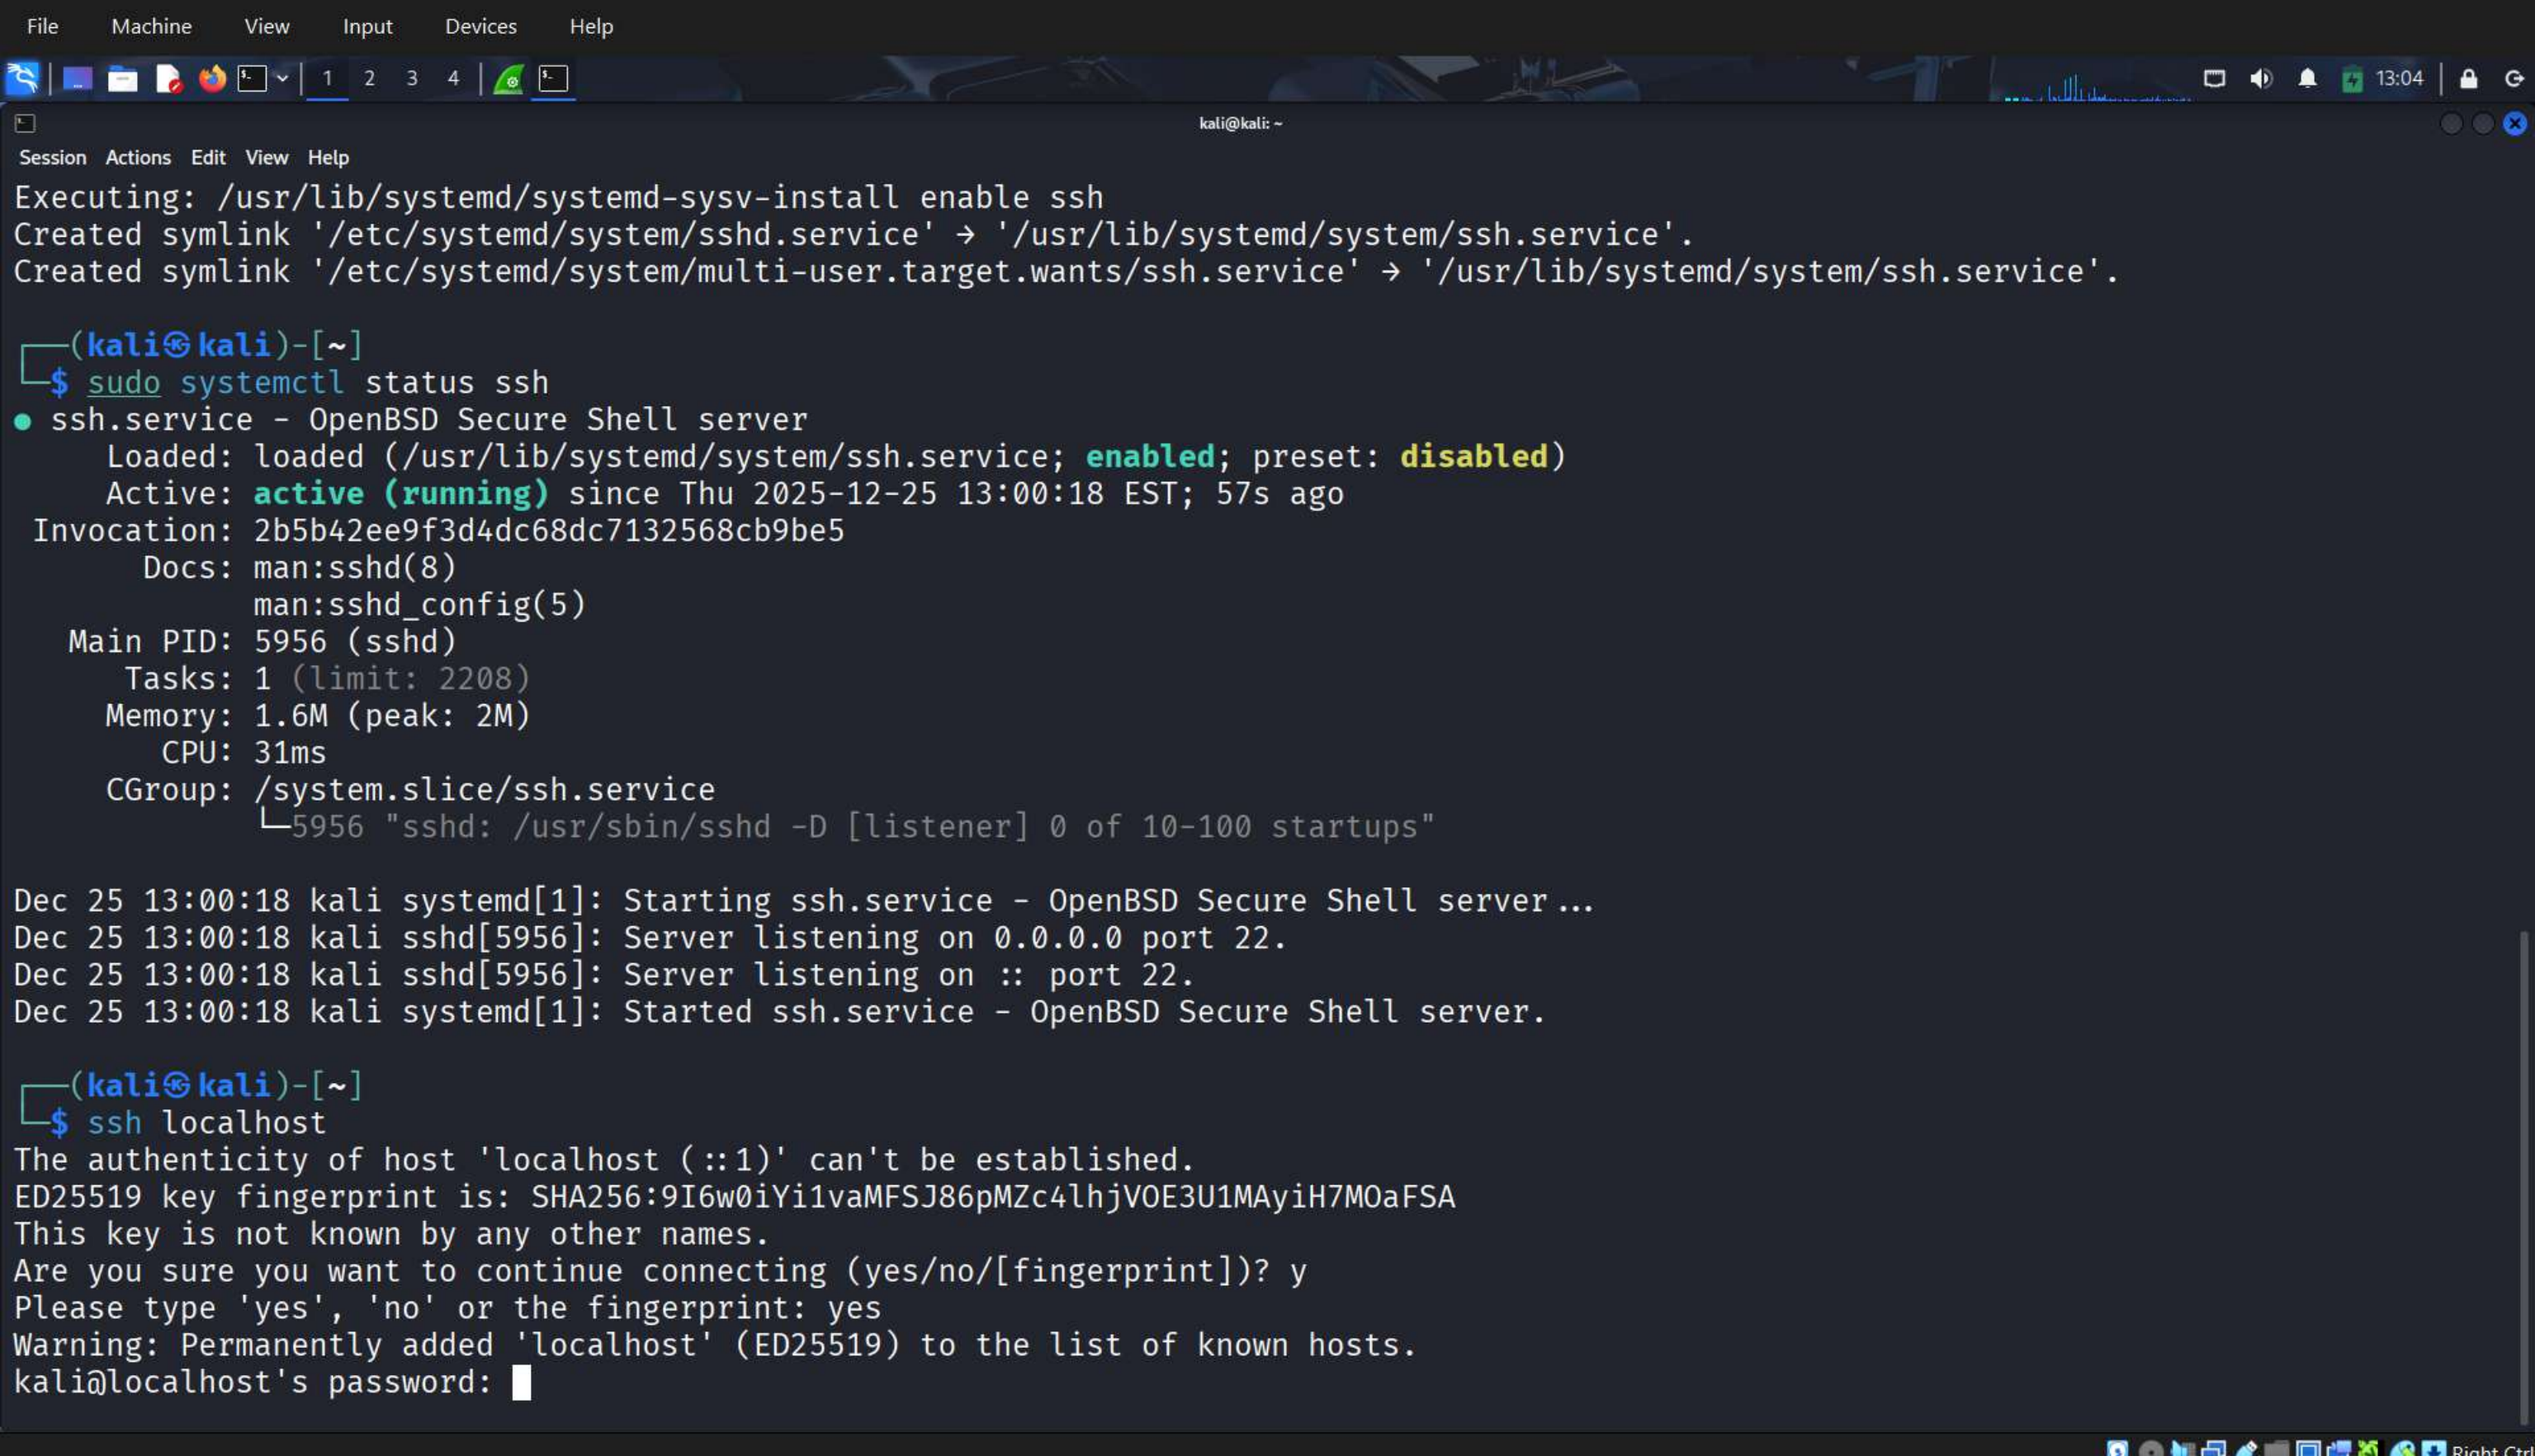 File Machine View Input Devices Help
1 2 3 4 13:04
kali@kali: ~
Session Actions Edit View Help
Executing: /usr/lib/systemd/systemd-sysv-install enable ssh
Created symlink '/etc/systemd/system/sshd.service' → '/usr/lib/systemd/system/ssh.service'.
Created symlink '/etc/systemd/system/multi-user.target.wants/ssh.service' → '/usr/lib/systemd/system/ssh.service'.
┌──(kali㉿kali)-[~]
└─$ sudo systemctl status ssh
● ssh.service - OpenBSD Secure Shell server
Loaded: loaded (/usr/lib/systemd/system/ssh.service; enabled; preset: disabled)
Active: active (running) since Thu 2025-12-25 13:00:18 EST; 57s ago
Invocation: 2b5b42ee9f3d4dc68dc7132568cb9be5
Docs: man:sshd(8)
man:sshd_config(5)
Main PID: 5956 (sshd)
Tasks: 1 (limit: 2208)
Memory: 1.6M (peak: 2M)
CPU: 31ms
CGroup: /system.slice/ssh.service
└─5956 "sshd: /usr/sbin/sshd -D [listener] 0 of 10-100 startups"
Dec 25 13:00:18 kali systemd[1]: Starting ssh.service - OpenBSD Secure Shell server...
Dec 25 13:00:18 kali sshd[5956]: Server listening on 0.0.0.0 port 22.
Dec 25 13:00:18 kali sshd[5956]: Server listening on :: port 22.
Dec 25 13:00:18 kali systemd[1]: Started ssh.service - OpenBSD Secure Shell server.
┌──(kali㉿kali)-[~]
└─$ ssh localhost
The authenticity of host 'localhost (::1)' can't be established.
ED25519 key fingerprint is: SHA256:9I6w0iYi1vaMFSJ86pMZc4lhjVOE3U1MAyiH7MOaFSA
This key is not known by any other names.
Are you sure you want to continue connecting (yes/no/[fingerprint])? y
Please type 'yes', 'no' or the fingerprint: yes
Warning: Permanently added 'localhost' (ED25519) to the list of known hosts.
kali@localhost's password:
Right Ctrl